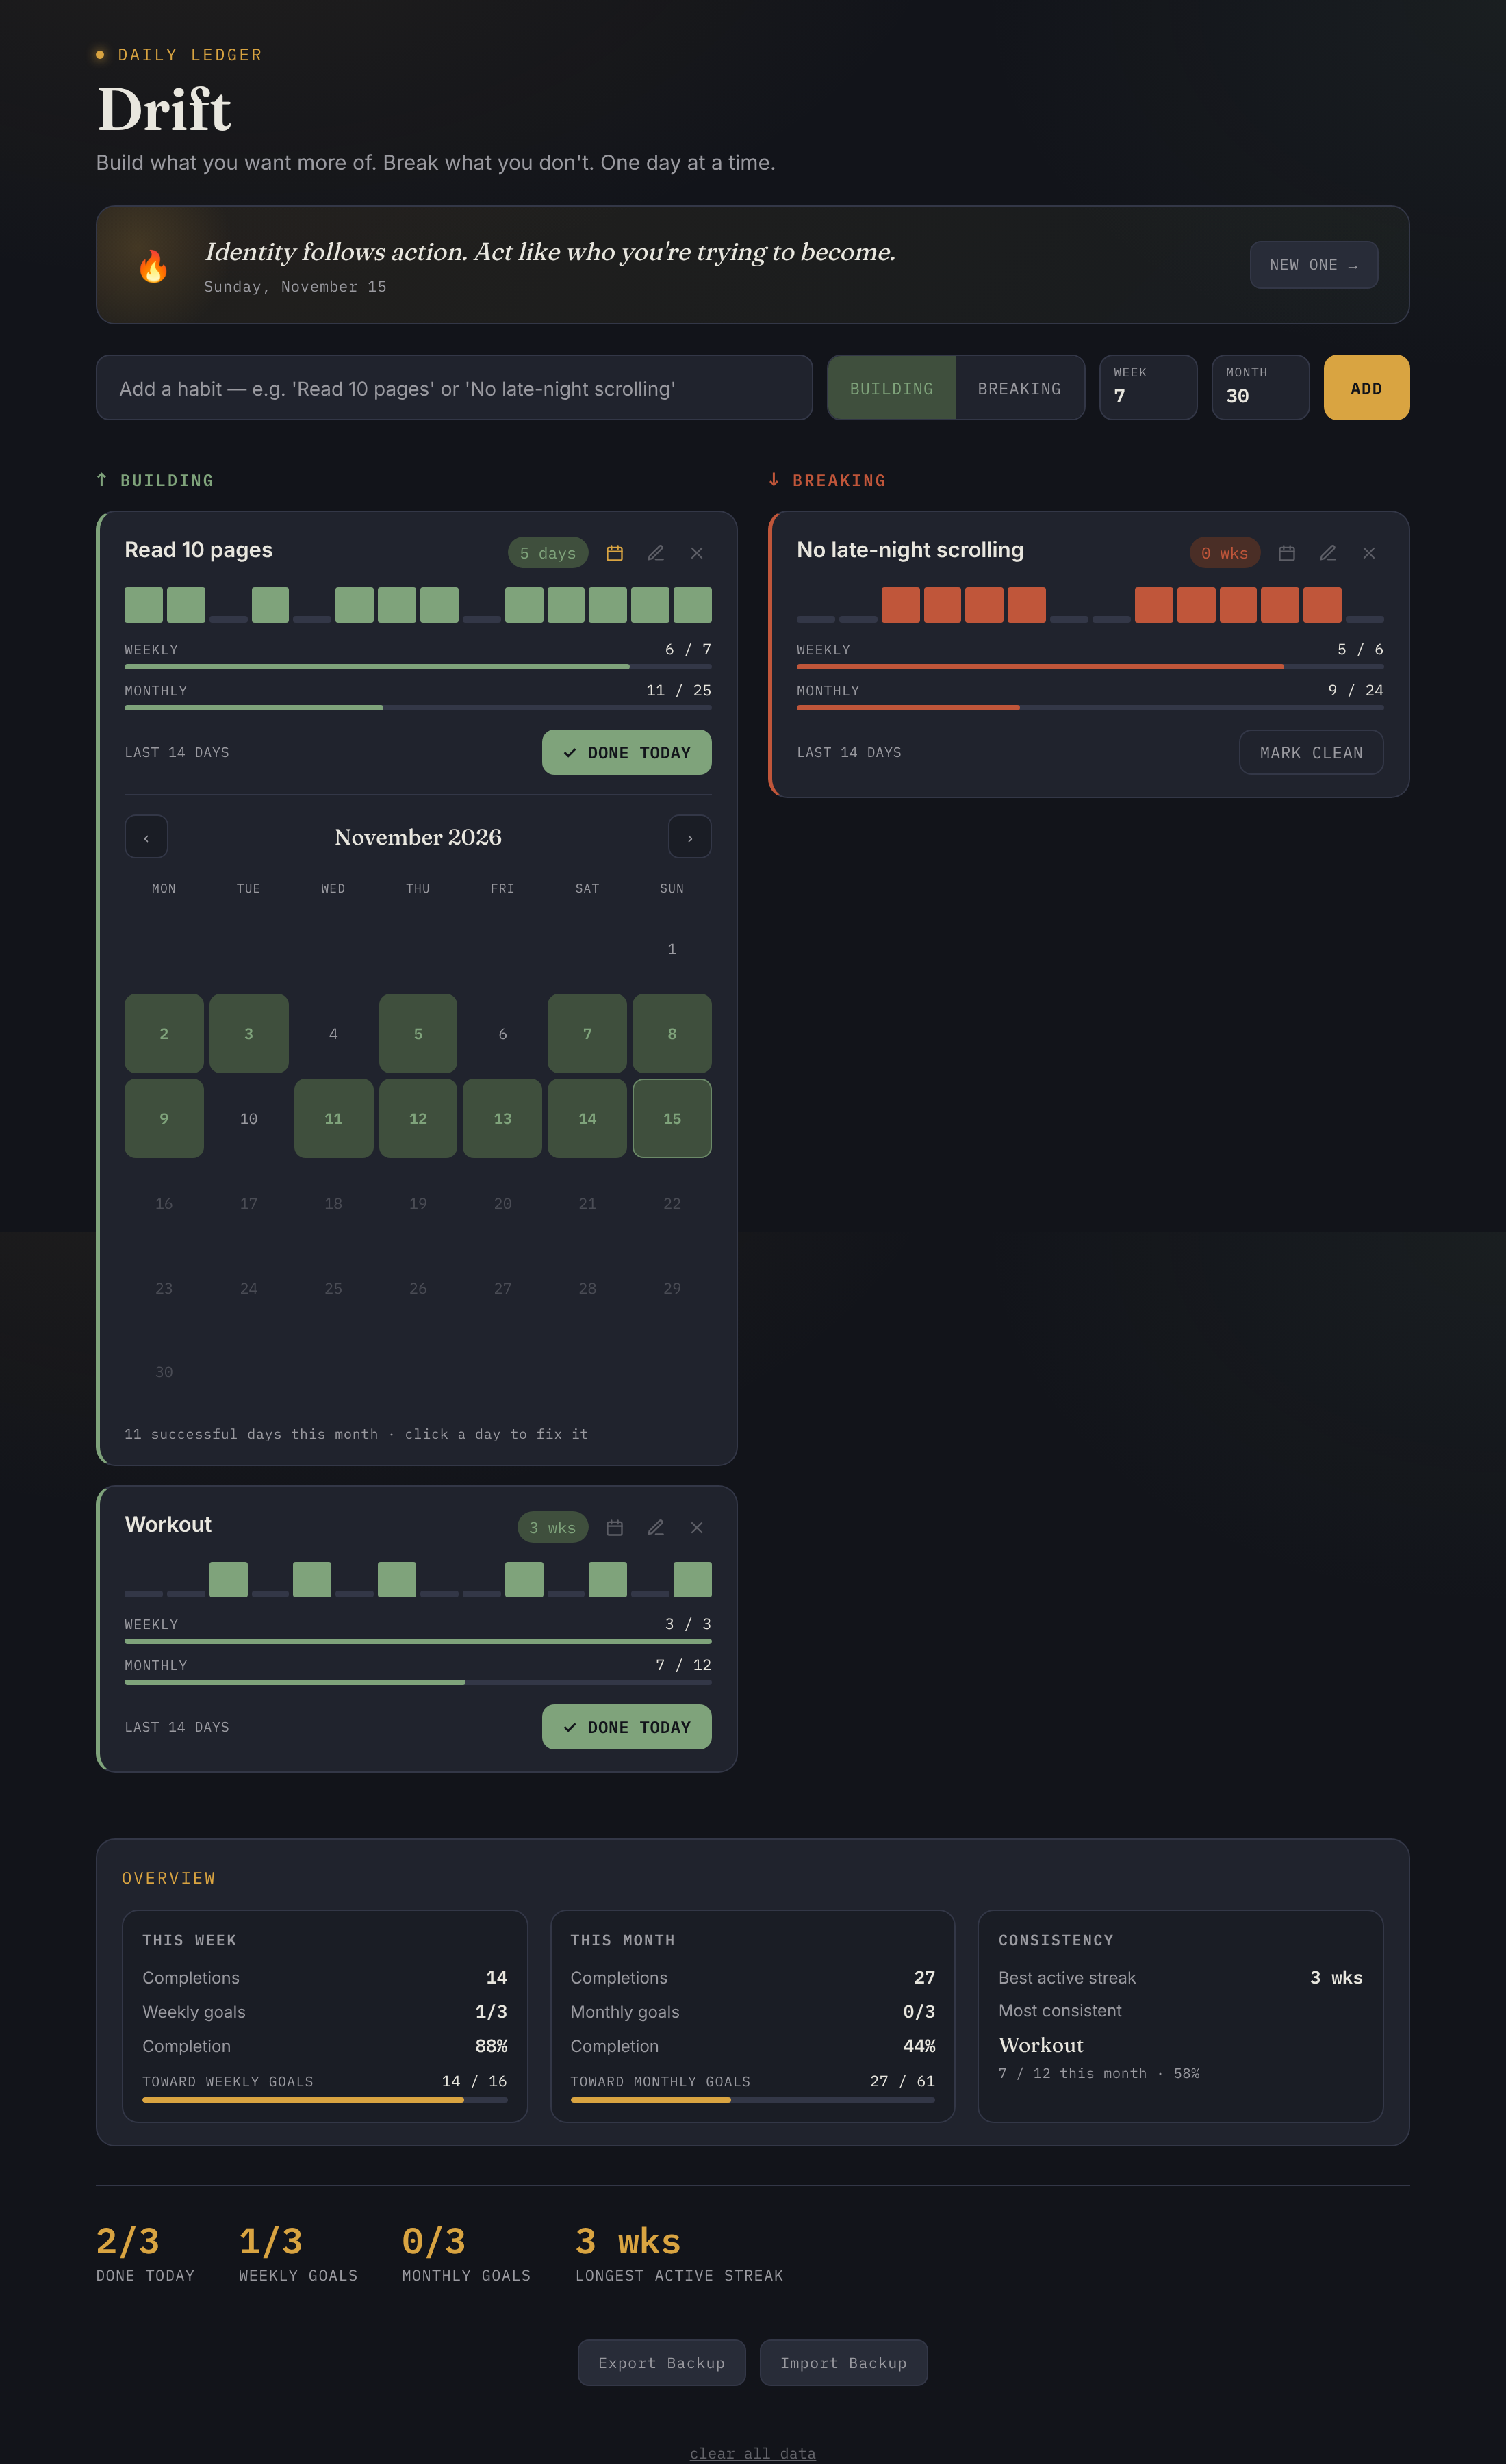 DAILY LEDGER
Drift
Build what you want more of. Break what you don't. One day at a time.
Identity follows action. Act like who you're trying to become.
Sunday, November 15
NEW ONE →
Add a habit — e.g. 'Read 10 pages' or 'No late-night scrolling'
BUILDING
BREAKING
WEEK
7
MONTH
30
ADD
↑ BUILDING
Read 10 pages
5 days
WEEKLY 6 / 7
MONTHLY 11 / 25
LAST 14 DAYS
✓ DONE TODAY
‹ November 2026 ›
MON TUE WED THU FRI SAT SUN
1
2 3 4 5 6 7 8
9 10 11 12 13 14 15
16 17 18 19 20 21 22
23 24 25 26 27 28 29
30
11 successful days this month · click a day to fix it
Workout
3 wks
WEEKLY 3 / 3
MONTHLY 7 / 12
LAST 14 DAYS
✓ DONE TODAY
↓ BREAKING
No late-night scrolling
0 wks
WEEKLY 5 / 6
MONTHLY 9 / 24
LAST 14 DAYS
MARK CLEAN
OVERVIEW
THIS WEEK
Completions 14
Weekly goals 1/3
Completion 88%
TOWARD WEEKLY GOALS 14 / 16
THIS MONTH
Completions 27
Monthly goals 0/3
Completion 44%
TOWARD MONTHLY GOALS 27 / 61
CONSISTENCY
Best active streak 3 wks
Most consistent
Workout
7 / 12 this month · 58%
2/3
DONE TODAY
1/3
WEEKLY GOALS
0/3
MONTHLY GOALS
3 wks
LONGEST ACTIVE STREAK
Export Backup
Import Backup
clear all data